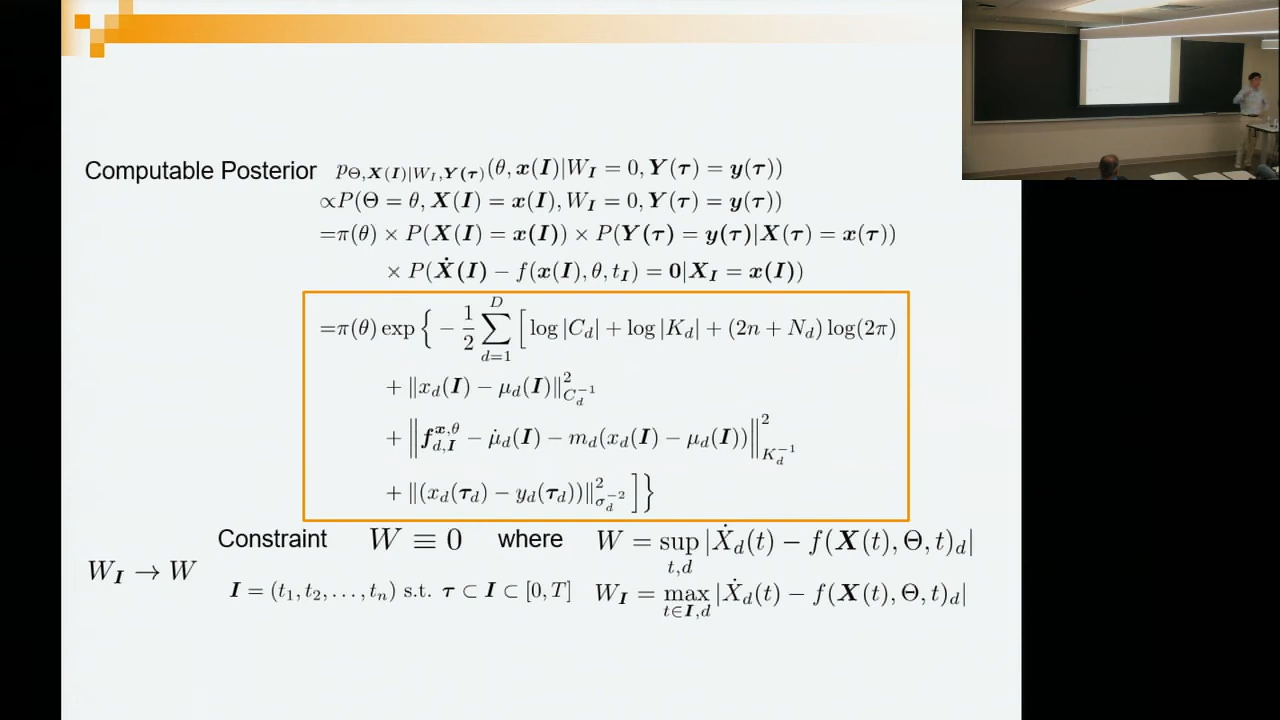 Computable Posterior p_{Θ,X(I)|W_I,Y(τ)}(θ, x(I)|W_I = 0, Y(τ) = y(τ))
∝P(Θ = θ, X(I) = x(I), W_I = 0, Y(τ) = y(τ))
=π(θ) × P(X(I) = x(I)) × P(Y(τ) = y(τ)|X(τ) = x(τ))
× P(Ẋ(I) − f(x(I), θ, t_I) = 0|X_I = x(I))
=π(θ) exp{ − 1/2 ∑_{d=1}^{D} [ log |C_d| + log |K_d| + (2n + N_d) log(2π)
+ ‖x_d(I) − μ_d(I)‖²_{C_d^{−1}}
+ ‖f_{d,I}^{x,θ} − μ̇_d(I) − m_d(x_d(I) − μ_d(I))‖²_{K_d^{−1}}
+ ‖(x_d(τ_d) − y_d(τ_d))‖²_{σ_d^{−2}} ] }
Constraint W ≡ 0 where W = sup_{t,d} |Ẋ_d(t) − f(X(t), Θ, t)_d|
W_I → W
I = (t_1, t_2, . . . , t_n) s.t. τ ⊂ I ⊂ [0, T] W_I = max_{t∈I,d} |Ẋ_d(t) − f(X(t), Θ, t)_d|